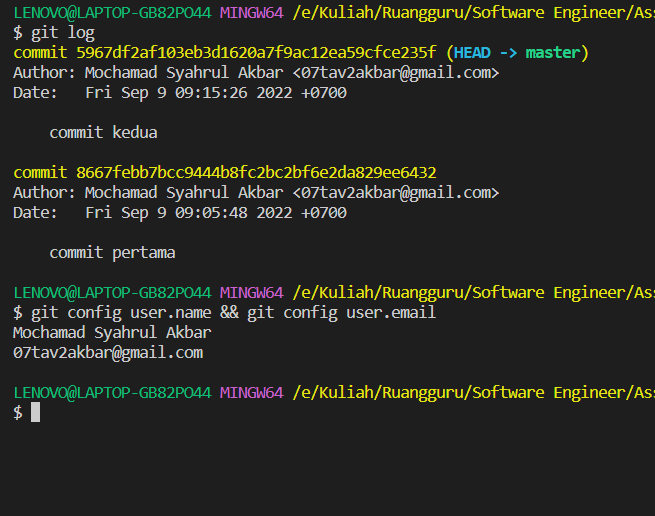 LENOVO@LAPTOP-GB82PO44 MINGW64 /e/Kuliah/Ruangguru/Software Engineer/Ass
$ git log
commit 5967df2af103eb3d1620a7f9ac12ea59cfce235f (HEAD -> master)
Author: Mochamad Syahrul Akbar <07tav2akbar@gmail.com>
Date:   Fri Sep 9 09:15:26 2022 +0700
    commit kedua
commit 8667febb7bcc9444b8fc2bc2bf6e2da829ee6432
Author: Mochamad Syahrul Akbar <07tav2akbar@gmail.com>
Date:   Fri Sep 9 09:05:48 2022 +0700
    commit pertama
LENOVO@LAPTOP-GB82PO44 MINGW64 /e/Kuliah/Ruangguru/Software Engineer/Ass
$ git config user.name && git config user.email
Mochamad Syahrul Akbar
07tav2akbar@gmail.com
LENOVO@LAPTOP-GB82PO44 MINGW64 /e/Kuliah/Ruangguru/Software Engineer/Ass
$